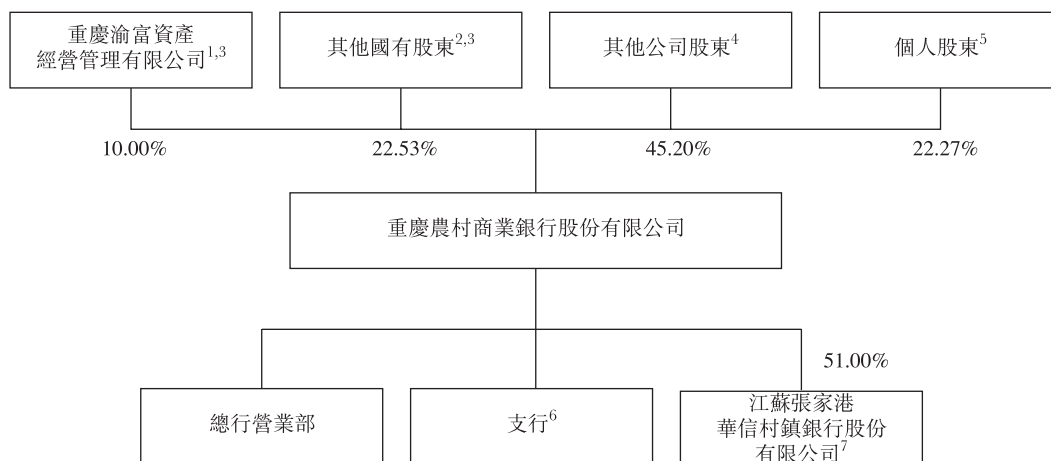 重慶渝富資產
經營管理有限公司1,3
其他國有股東2,3
其他公司股東4
個人股東5
10.00%
22.53%
45.20%
22.27%
重慶農村商業銀行股份有限公司
51.00%
總行營業部
支行6
江蘇張家港
華信村鎮銀行股份
有限公司7